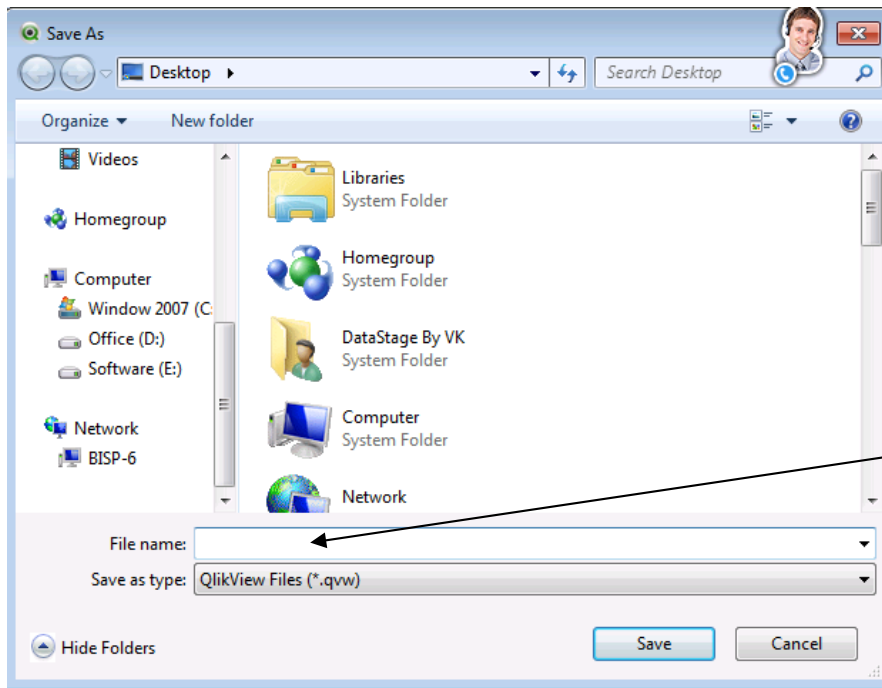 Save As
Desktop
Search Desktop
Organize
New folder
Videos
Homegroup
Computer
Window 2007 (C:
Office (D:)
Software (E:)
Network
BISP-6
Libraries
System Folder
Homegroup
System Folder
DataStage By VK
System Folder
Computer
System Folder
Network
File name:
Save as type: QlikView Files (*.qvw)
Hide Folders
Save
Cancel